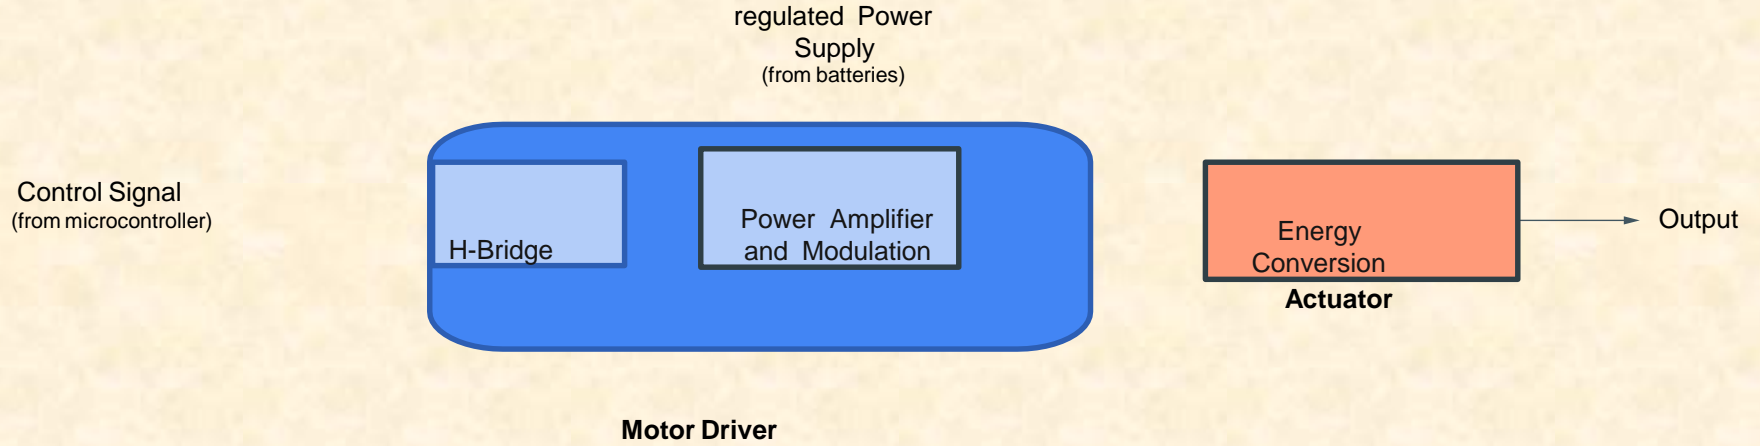 regulated Power
Supply
(from batteries)
Control Signal
(from microcontroller)
H-Bridge
Power Amplifier
and Modulation
Energy
Conversion
Actuator
Output
Motor Driver